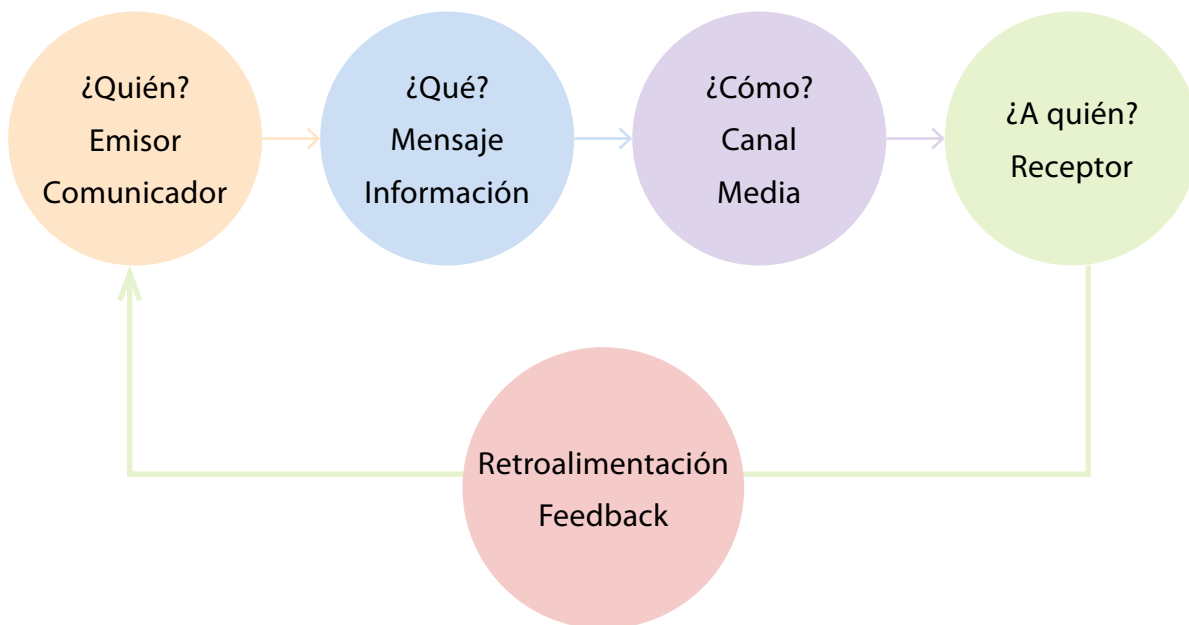 ¿Quién?
Emisor
Comunicador
¿Qué?
Mensaje
Información
¿Cómo?
Canal
Media
¿A quién?
Receptor
Retroalimentación
Feedback